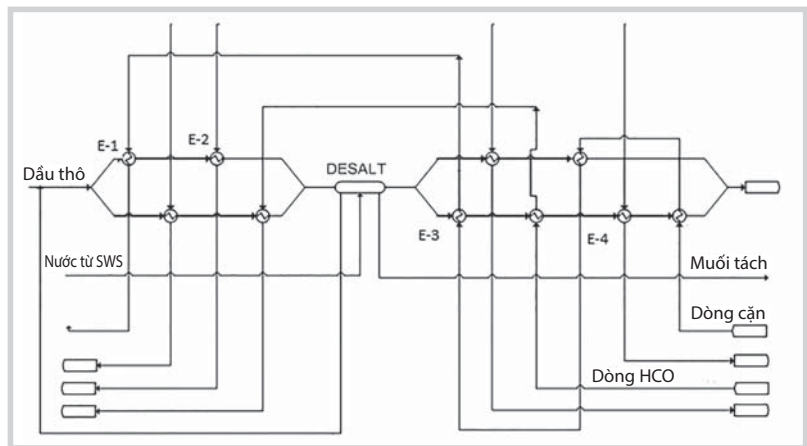 E-1
E-2
Dầu thô
DESALT
E-3
E-4
Nước từ SWS
Muối tách
Dòng cặn
Dòng HCO